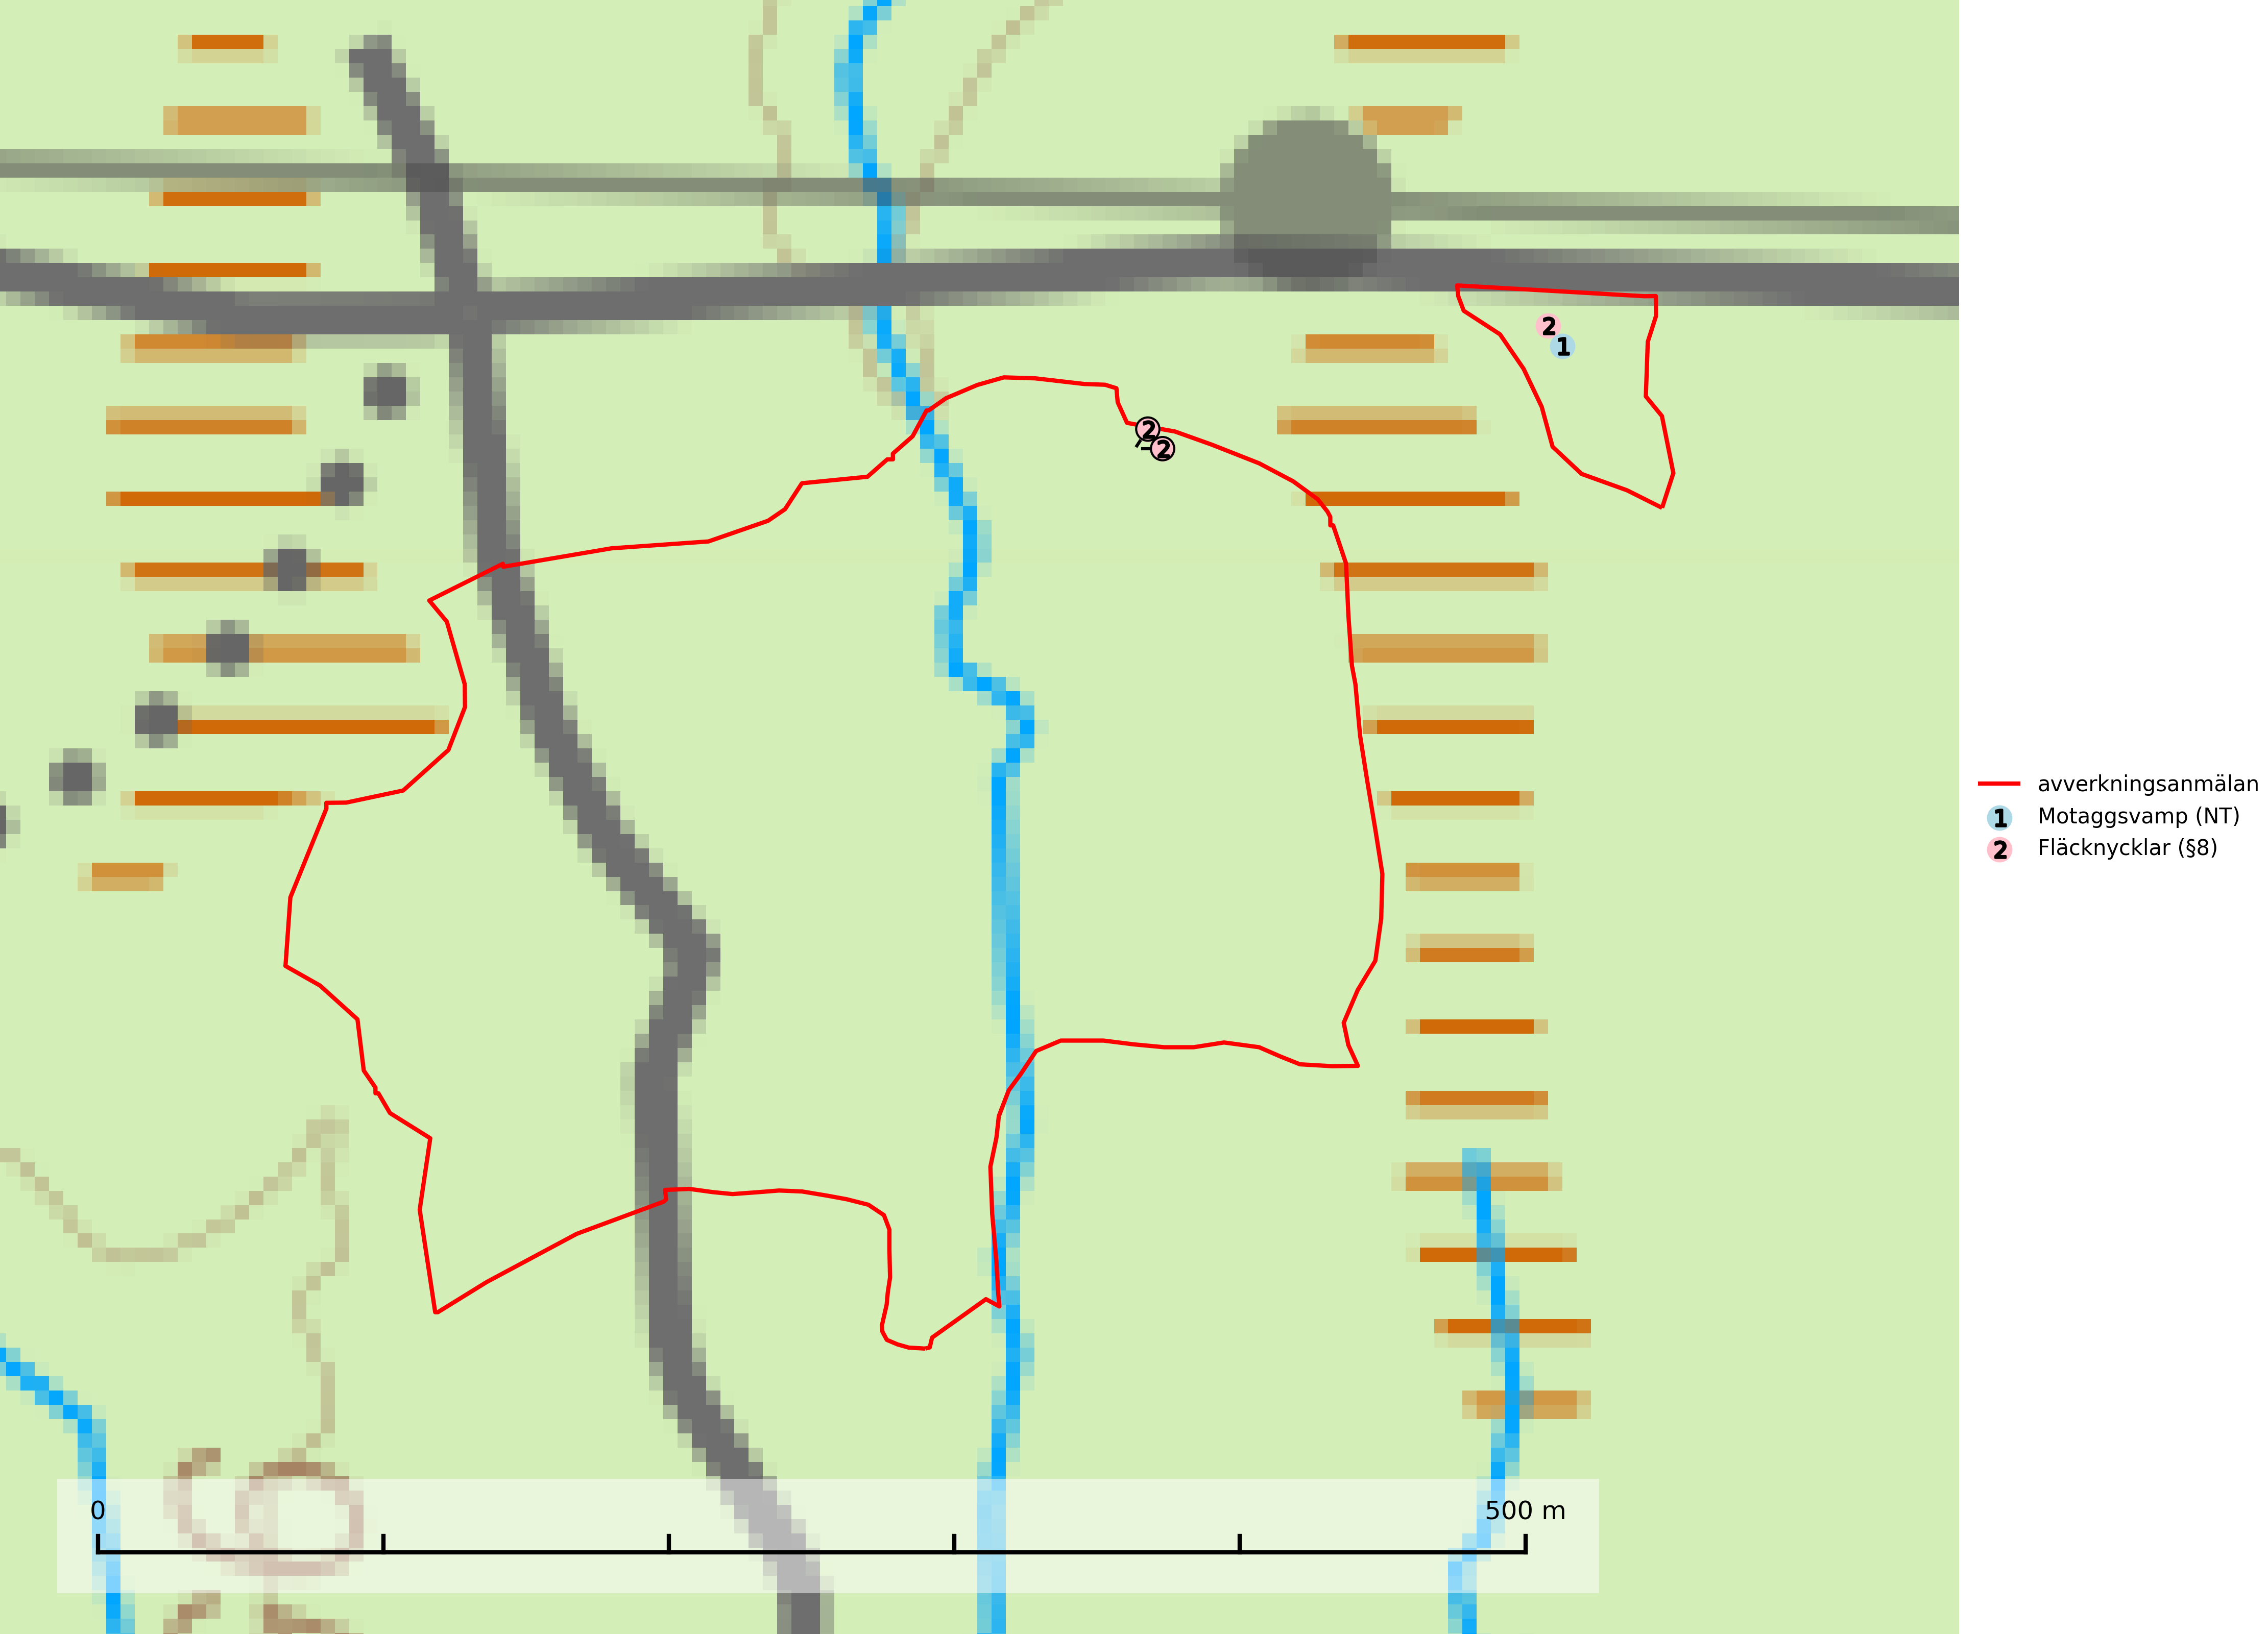 2
1
2
2
avverkningsanmälan
1 Motaggsvamp (NT)
2 Fläcknycklar (§8)
0 500 m